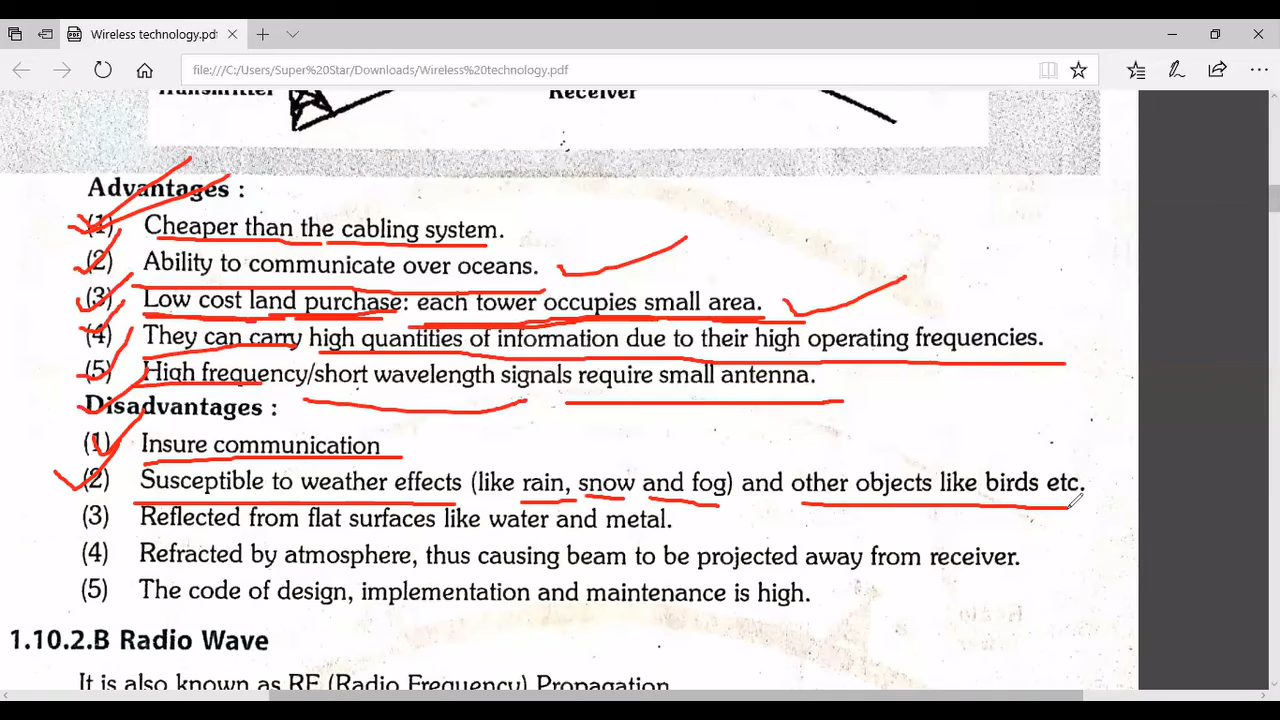 Wireless technology.pdf
file:///C:/Users/Super%20Star/Downloads/Wireless%20technology.pdf
Transmitter Receiver
Advantages :
(1) Cheaper than the cabling system.
(2) Ability to communicate over oceans.
(3) Low cost land purchase: each tower occupies small area.
(4) They can carry high quantities of information due to their high operating frequencies.
(5) High frequency/short wavelength signals require small antenna.
Disadvantages :
(1) Insure communication
(2) Susceptible to weather effects (like rain, snow and fog) and other objects like birds etc.
(3) Reflected from flat surfaces like water and metal.
(4) Refracted by atmosphere, thus causing beam to be projected away from receiver.
(5) The code of design, implementation and maintenance is high.
1.10.2.B Radio Wave
It is also known as RF (Radio Frequency) Propagation